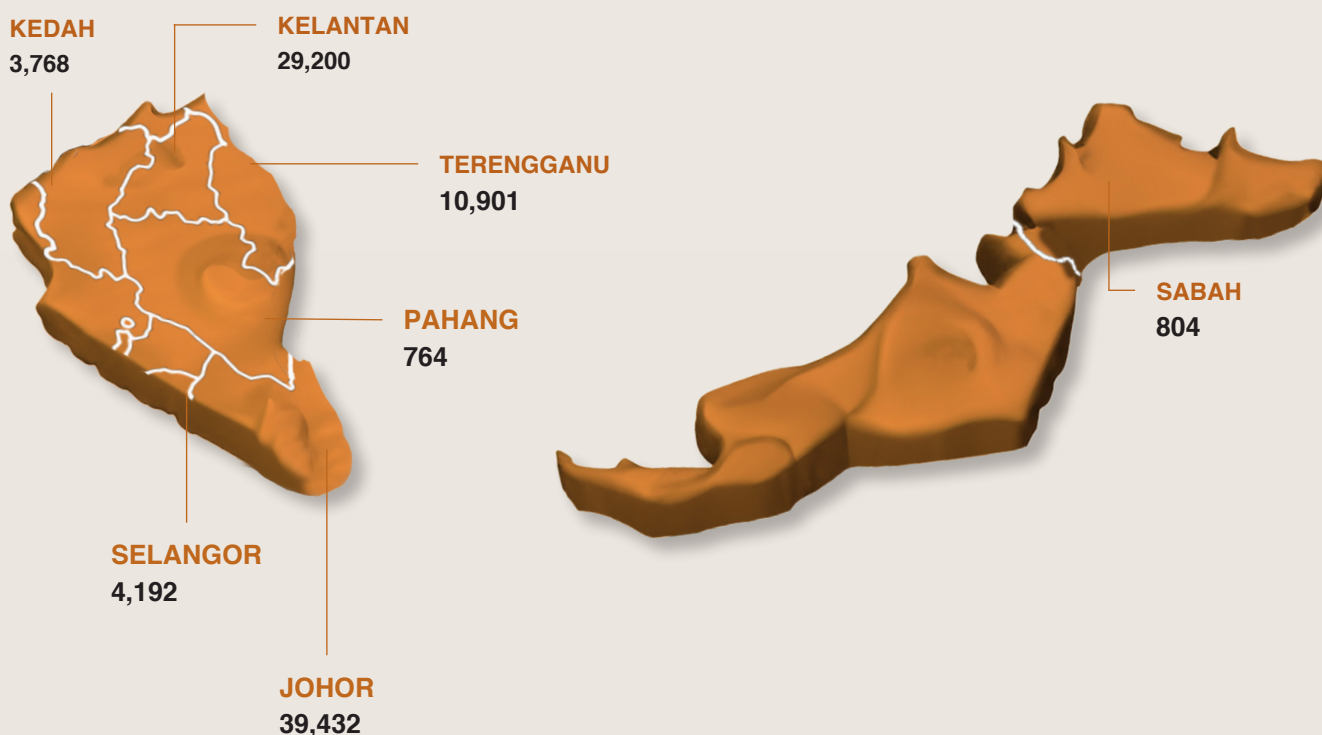 KEDAH
3,768
KELANTAN
29,200
TERENGGANU
10,901
PAHANG
764
SABAH
804
SELANGOR
4,192
JOHOR
39,432